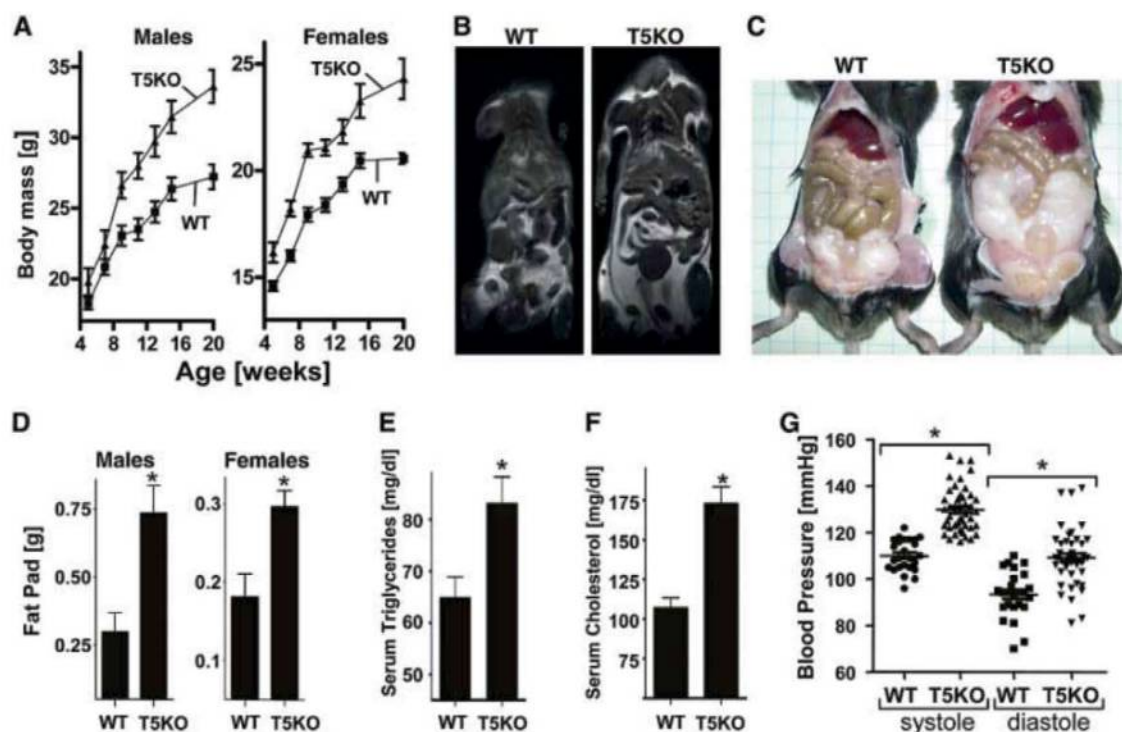 A
Males
Females
T5KO
WT
T5KO
WT
35
30
25
20
25
20
15
4 8 12 16 20
4 8 12 16 20
Body mass [g]
Age [weeks]
B
WT T5KO
C
WT T5KO
D
Males
Females
*
*
0.75
0.50
0.25
0.3
0.2
0.1
Fat Pad [g]
WT T5KO
WT T5KO
E
*
80
70
60
50
Serum Triglycerides [mg/dl]
WT T5KO
F
*
175
150
125
100
75
Serum Cholesterol [mg/dl]
WT T5KO
G
*
*
160
140
120
100
80
60
Blood Pressure [mmHg]
WT T5KO WT T5KO
systole diastole